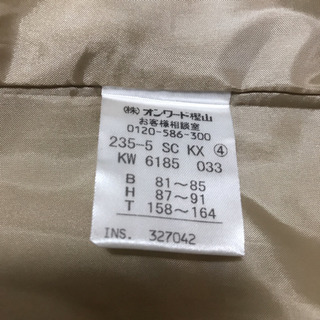 (株)オンワード樫山
お客様相談室
0120-586-300
235-5 SC KX ④
KW 6185 033
B 81～85
H 87～91
T 158～164
INS. 327042